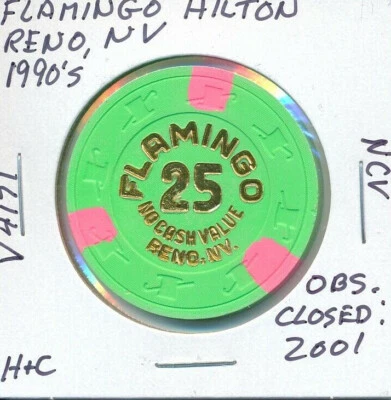 FLAMINGO HILTON
RENO, NV
1990's
FLAMINGO
25
NO CASH VALUE
RENO, NV.
V4171
NCV
OBS.
CLOSED:
2001
H+C